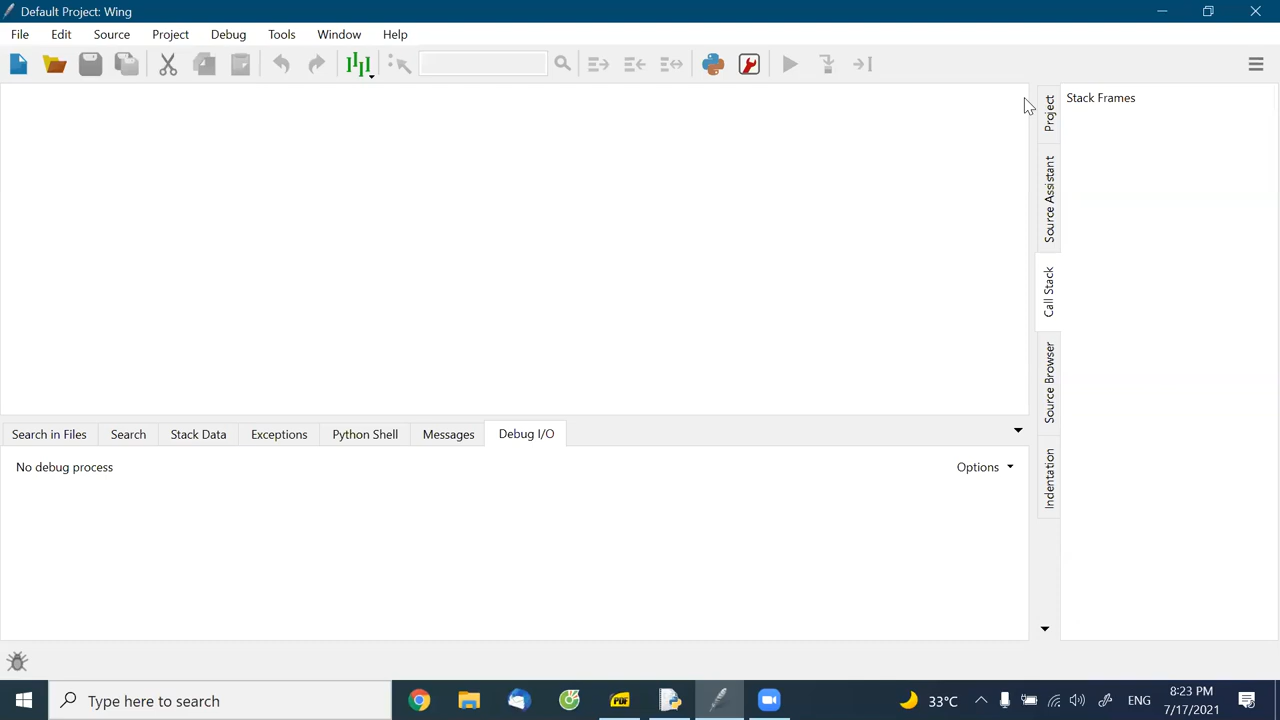 Default Project: Wing
File Edit Source Project Debug Tools Window Help
Project
Source Assistant
Call Stack
Source Browser
Indentation
Stack Frames
Search in Files Search Stack Data Exceptions Python Shell Messages Debug I/O
No debug process
Options
Type here to search
PDF
33°C
ENG
8:23 PM
7/17/2021